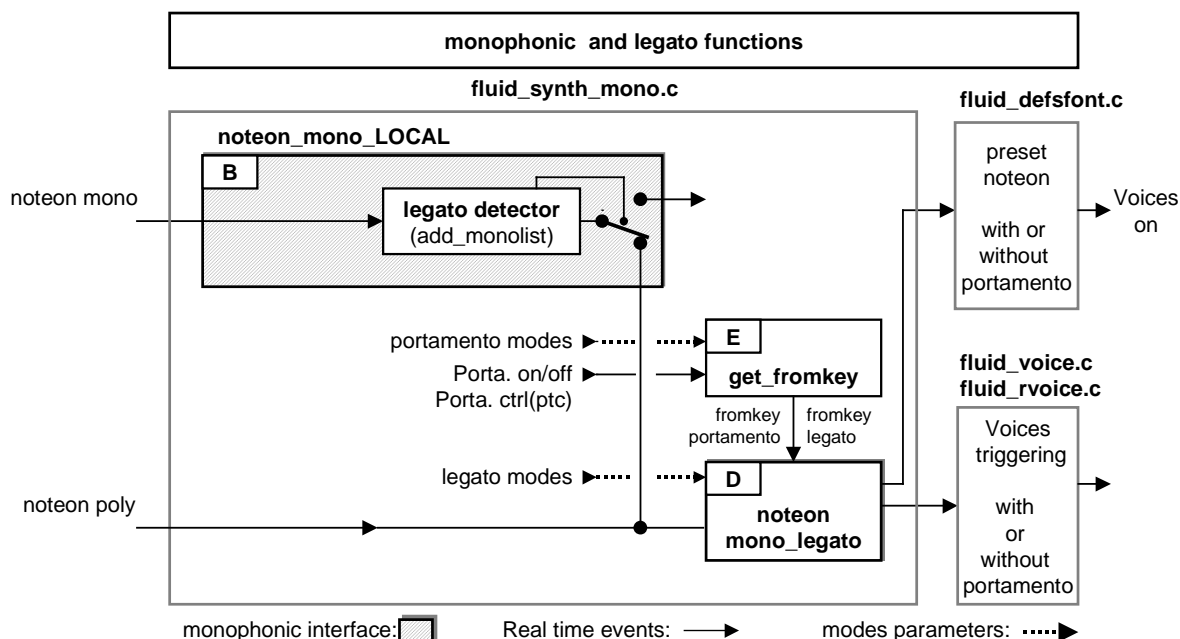 monophonic and legato functions
fluid_synth_mono.c
fluid_defsfont.c
noteon_mono_LOCAL
B
noteon mono
legato detector
(add_monolist)
preset
noteon
with or
without
portamento
Voices
on
portamento modes
E
Porta. on/off
get_fromkey
Porta. ctrl(ptc)
fluid_voice.c
fluid_rvoice.c
fromkey
portamento
fromkey
legato
legato modes
D
noteon poly
noteon
mono_legato
Voices
triggering
with
or
without
portamento
monophonic interface:
Real time events:
modes parameters: